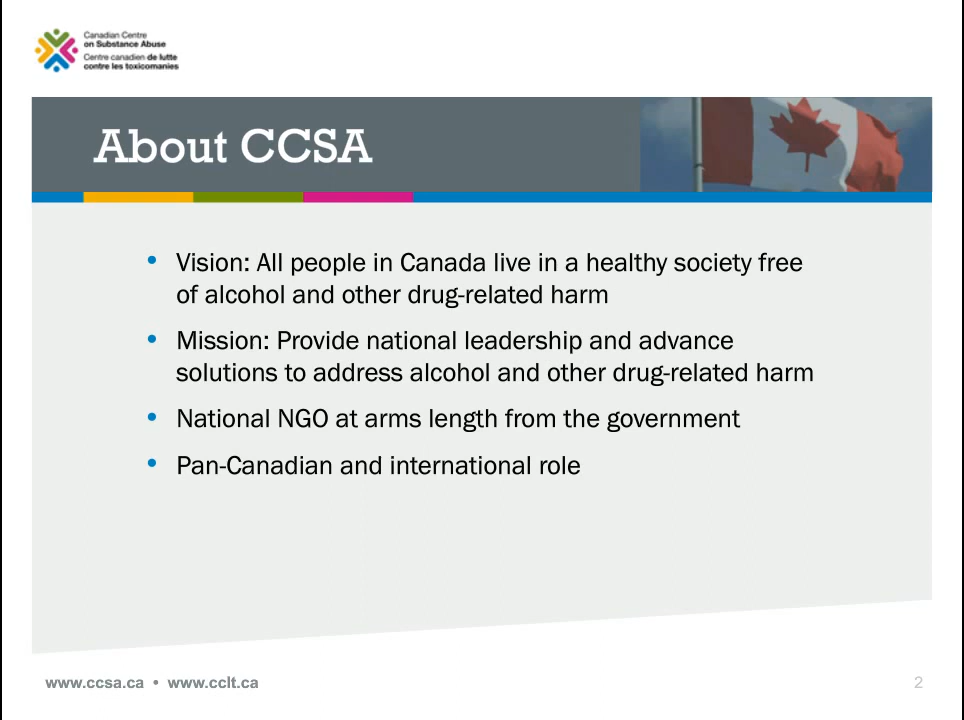 Canadian Centre
on Substance Abuse
Centre canadien de lutte
contre les toxicomanies
About CCSA
• Vision: All people in Canada live in a healthy society free
of alcohol and other drug-related harm
• Mission: Provide national leadership and advance
solutions to address alcohol and other drug-related harm
• National NGO at arms length from the government
• Pan-Canadian and international role
www.ccsa.ca • www.cclt.ca
2